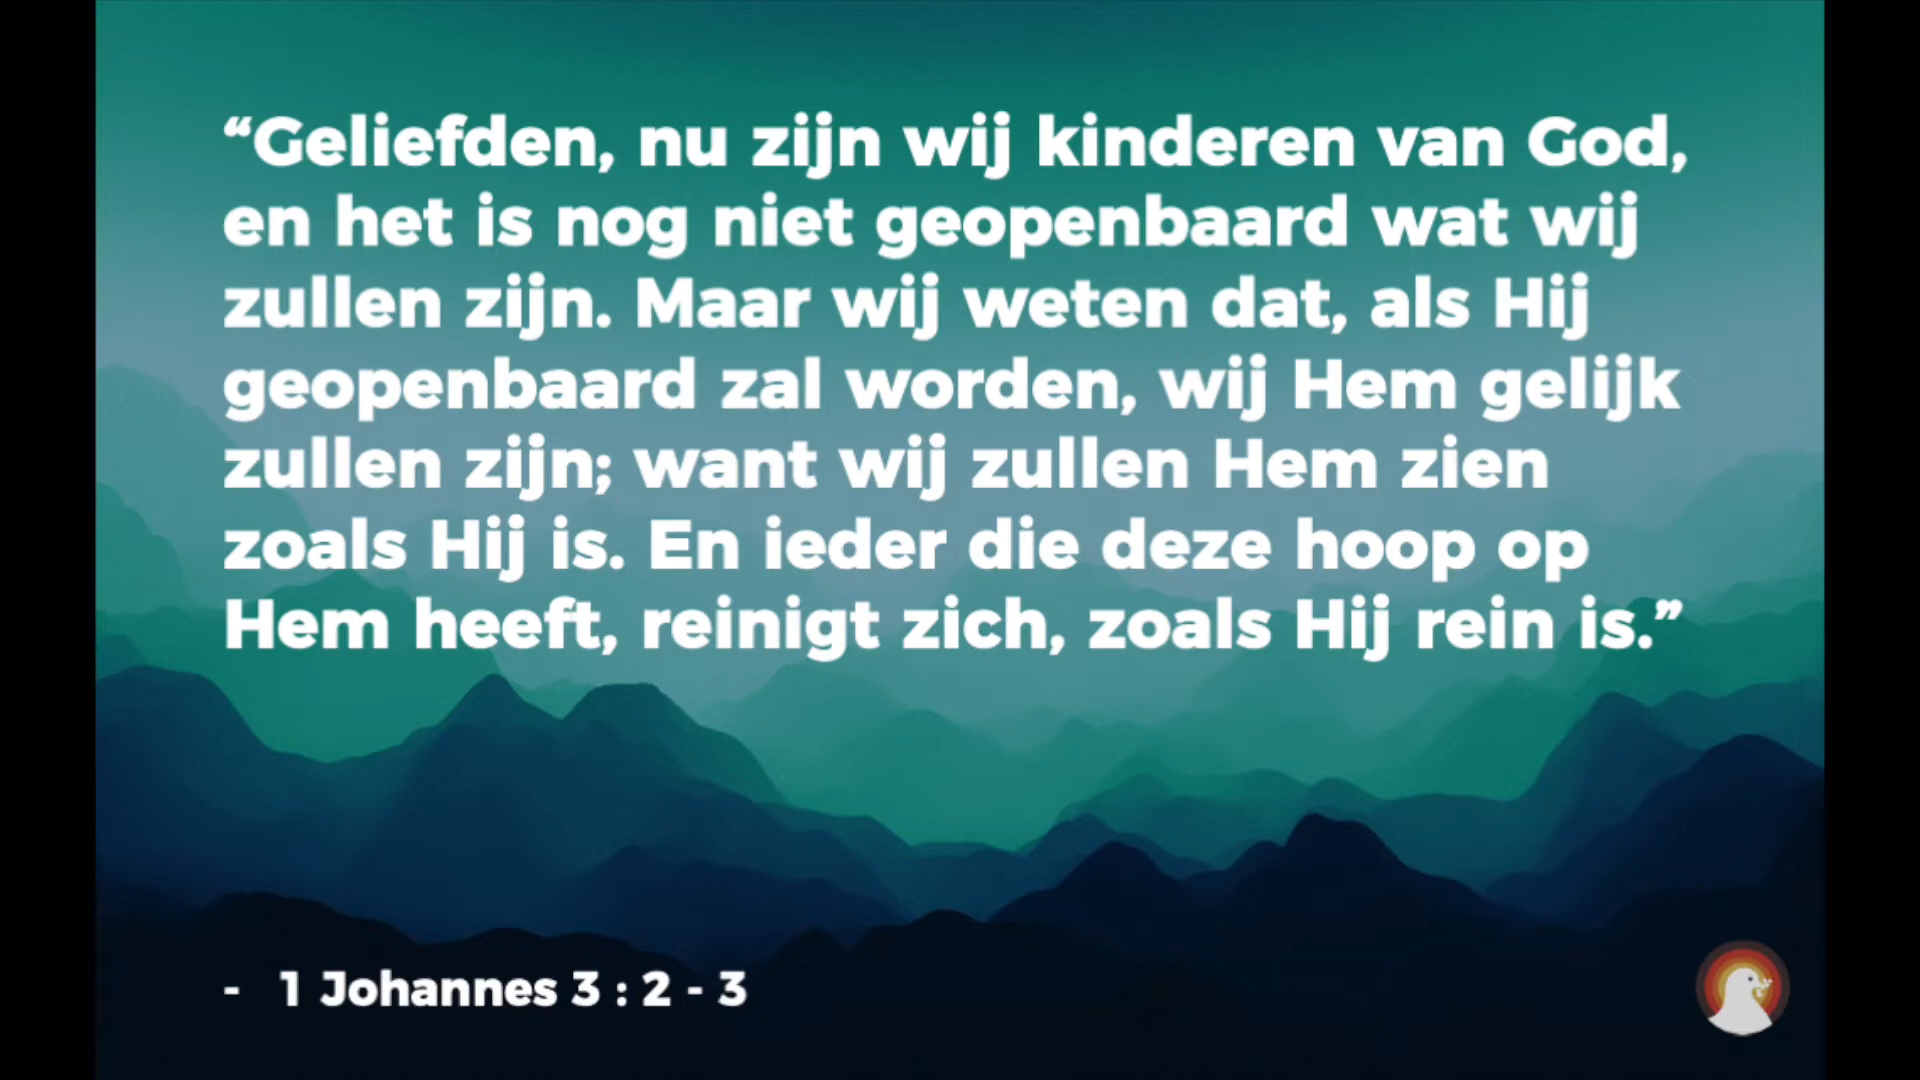 “Geliefden, nu zijn wij kinderen van God,
en het is nog niet geopenbaard wat wij
zullen zijn. Maar wij weten dat, als Hij
geopenbaard zal worden, wij Hem gelijk
zullen zijn; want wij zullen Hem zien
zoals Hij is. En ieder die deze hoop op
Hem heeft, reinigt zich, zoals Hij rein is.”
- 1 Johannes 3 : 2 - 3